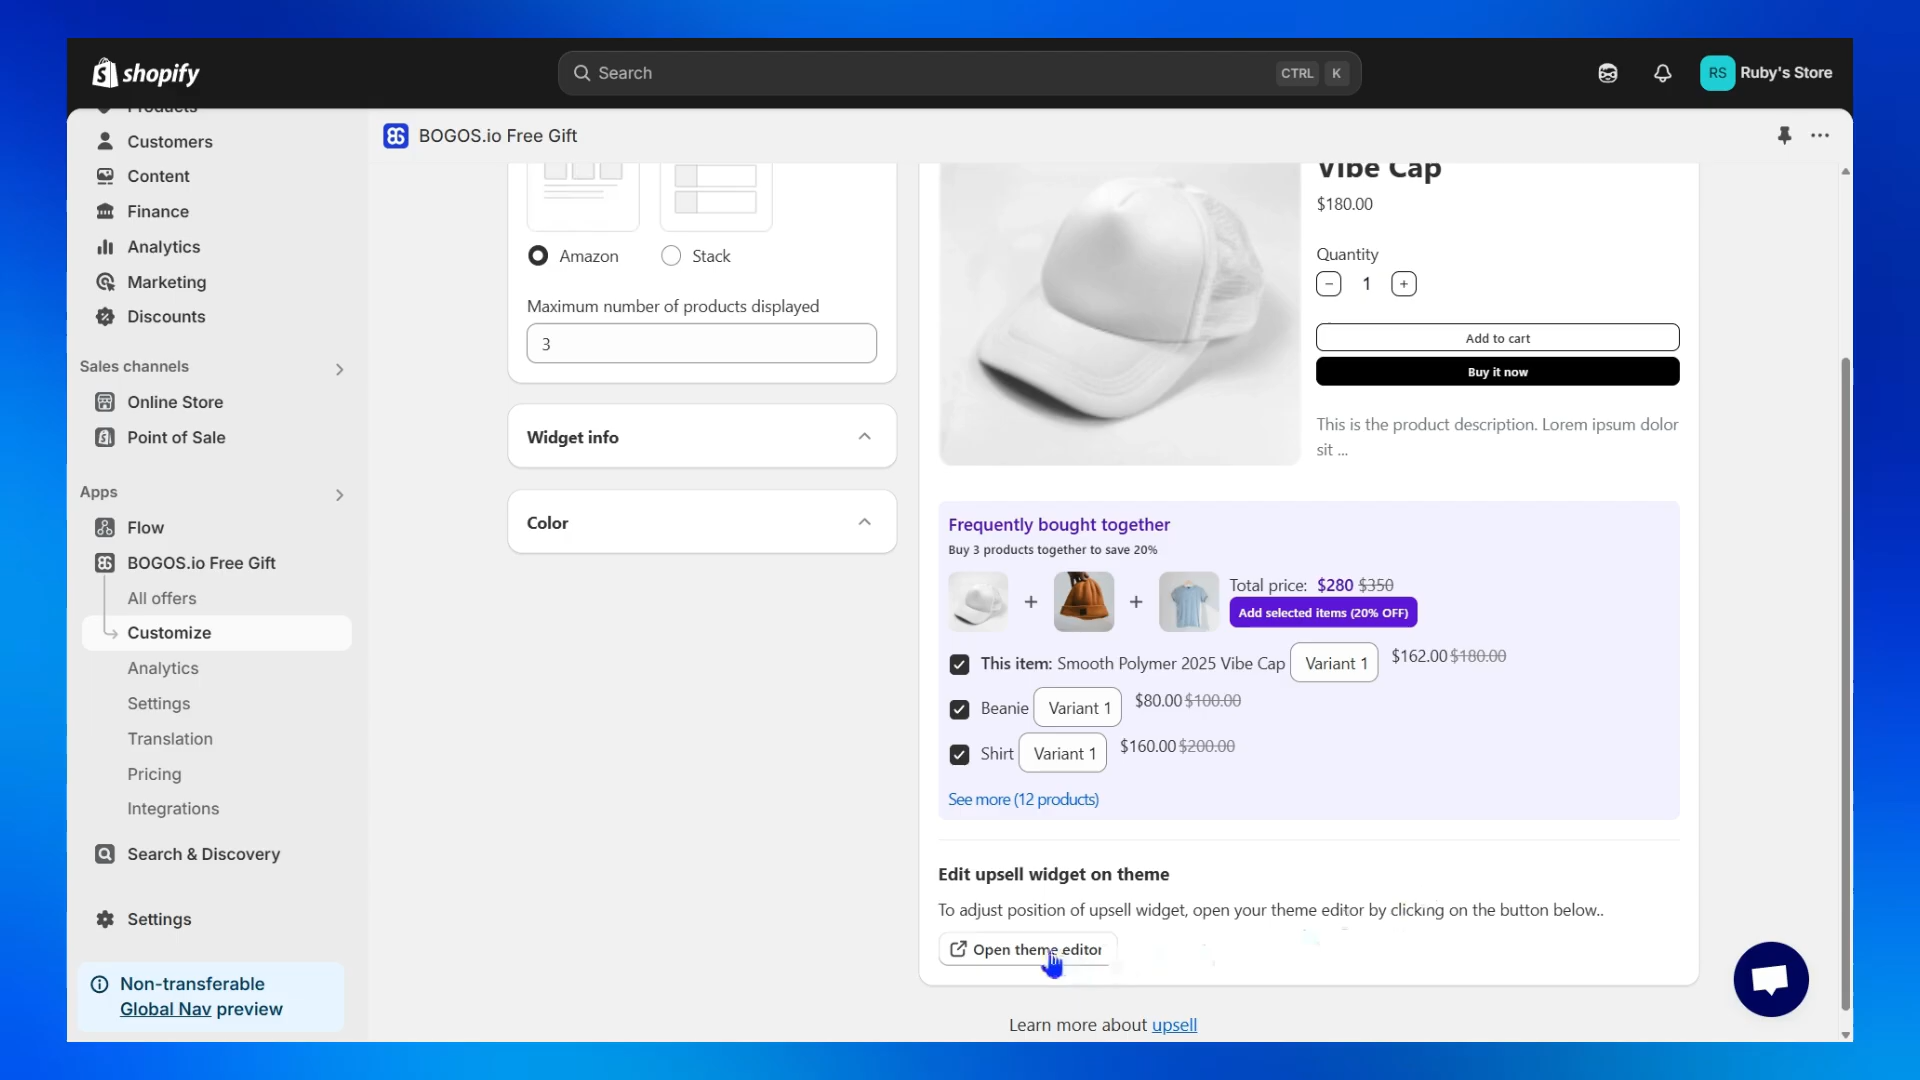 shopify
Search
CTRL K
RS Ruby's Store
Products
Customers
Content
Finance
Analytics
Marketing
Discounts
Sales channels
Online Store
Point of Sale
Apps
Flow
BOGOS.io Free Gift
All offers
Customize
Analytics
Settings
Translation
Pricing
Integrations
Search & Discovery
Settings
Non-transferable
Global Nav preview
BOGOS.io Free Gift
Amazon
Stack
Maximum number of products displayed
3
Widget info
Color
Vibe Cap
$180.00
Quantity
− 1 +
Add to cart
Buy it now
This is the product description. Lorem ipsum dolor
sit ...
Frequently bought together
Buy 3 products together to save 20%
+ +
Total price: $280 $350
Add selected items (20% OFF)
This item: Smooth Polymer 2025 Vibe Cap Variant 1 $162.00 $180.00
Beanie Variant 1 $80.00 $100.00
Shirt Variant 1 $160.00 $200.00
See more (12 products)
Edit upsell widget on theme
To adjust position of upsell widget, open your theme editor by clicking on the button below..
Open theme editor
Learn more about upsell